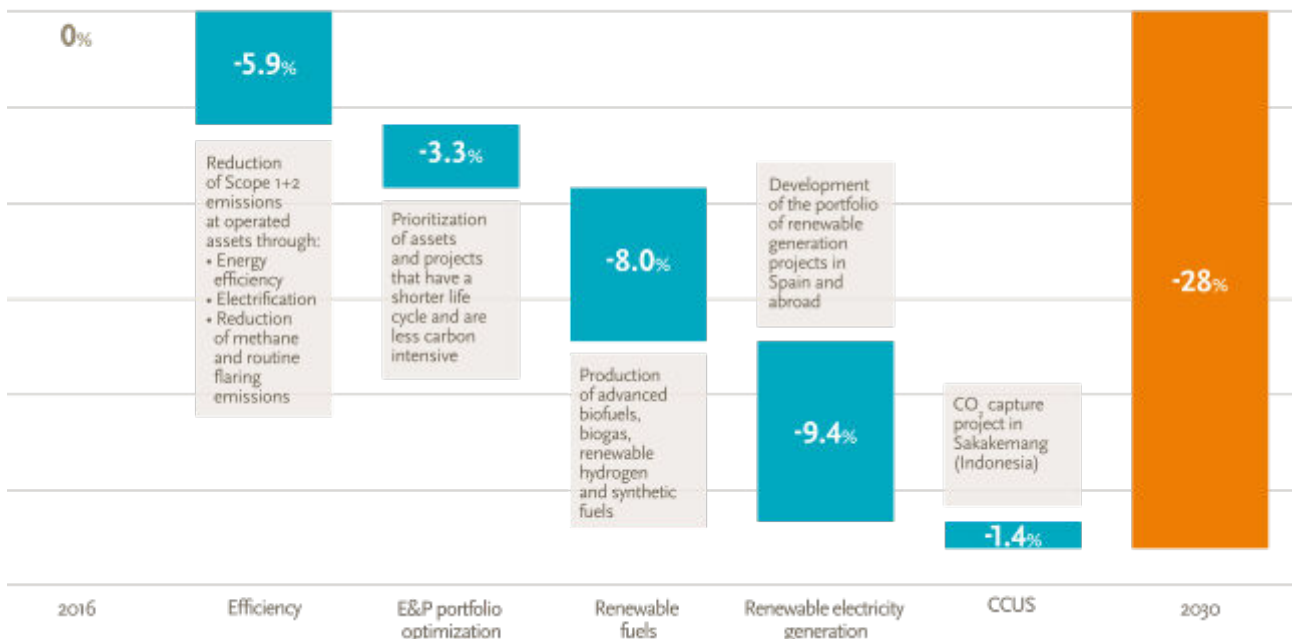 0%
-5.9%
Reduction
of Scope 1+2
emissions
at operated
assets through:
• Energy
efficiency
• Electrification
• Reduction
of methane
and routine
flaring
emissions
-3.3%
Prioritization
of assets
and projects
that have a
shorter life
cycle and are
less carbon
intensive
-8.0%
Production
of advanced
biofuels,
biogas,
renewable
hydrogen
and synthetic
fuels
Development
of the portfolio
of renewable
generation
projects in
Spain and
abroad
-9.4%
CO₂ capture
project in
Sakakemang
(Indonesia)
-1.4%
-28%
2016
Efficiency
E&P portfolio
optimization
Renewable
fuels
Renewable electricity
generation
CCUS
2030